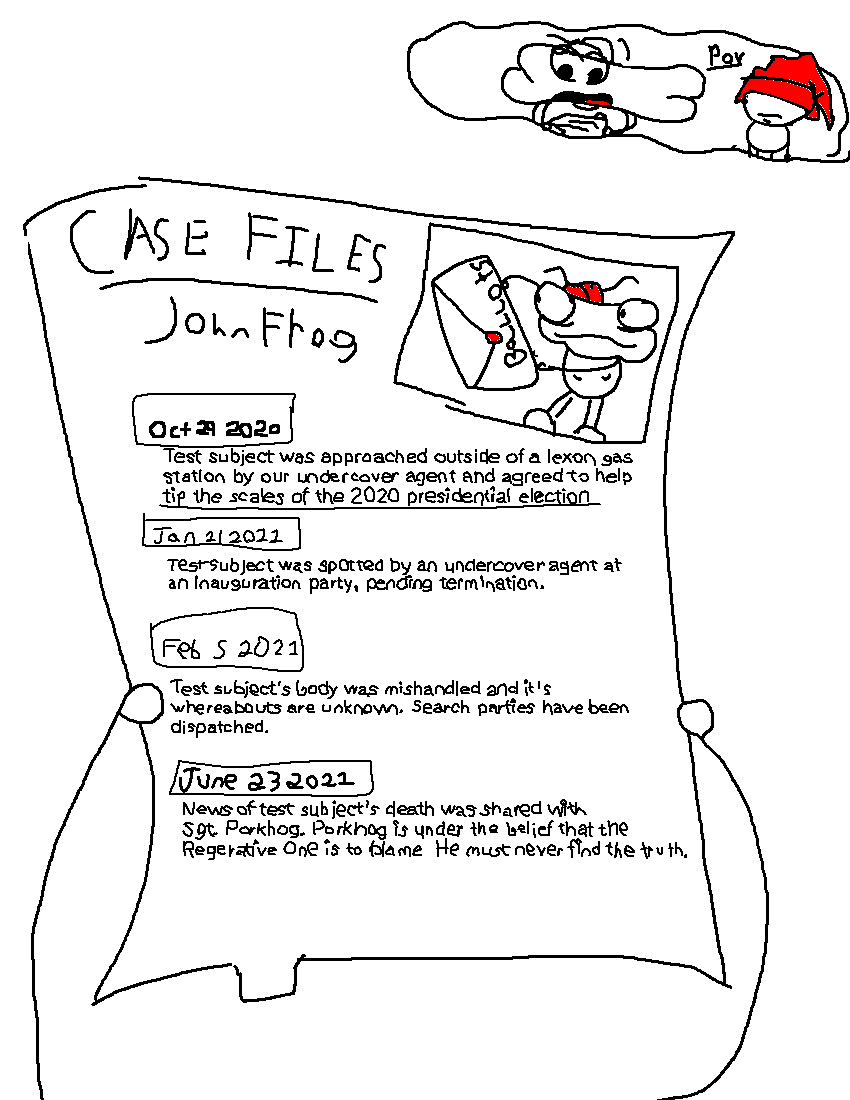 Pov
CASE FILES
John Frog
Ballots
Oct 29 2020
Test subject was approached outside of a lexon gas
station by our undercover agent and agreed to help
tip the scales of the 2020 presidential election
Jan 21 2021
Test subject was spotted by an undercover agent at
an inauguration party, pending termination.
Feb 5 2021
Test subject's body was mishandled and it's
whereabouts are unknown. Search parties have been
dispatched.
June 23 2021
News of test subject's death was shared with
Sgt. Porkhog. Porkhog is under the belief that the
Regerative One is to blame He must never find the truth.